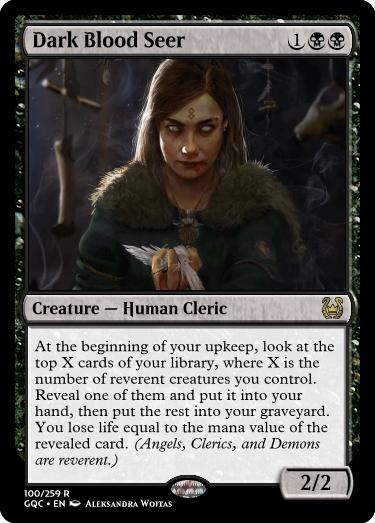 Dark Blood Seer 1
Creature — Human Cleric
At the beginning of your upkeep, look at the
top X cards of your library, where X is the
number of reverent creatures you control.
Reveal one of them and put it into your
hand, then put the rest into your graveyard.
You lose life equal to the mana value of the
revealed card. (Angels, Clerics, and Demons
are reverent.)
2/2
100/259 R
GQC • EN Aleksandra Wojtas